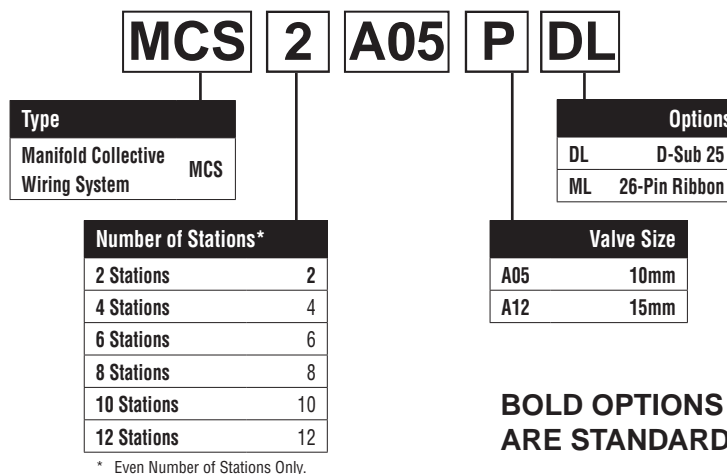 MCS 2 A05 P DL
Type
Manifold Collective
Wiring System MCS
Options
DL D-Sub 25
ML 26-Pin Ribbon
Number of Stations*
2 Stations 2
4 Stations 4
6 Stations 6
8 Stations 8
10 Stations 10
12 Stations 12
* Even Number of Stations Only.
Valve Size
A05 10mm
A12 15mm
BOLD OPTIONS
ARE STANDARD